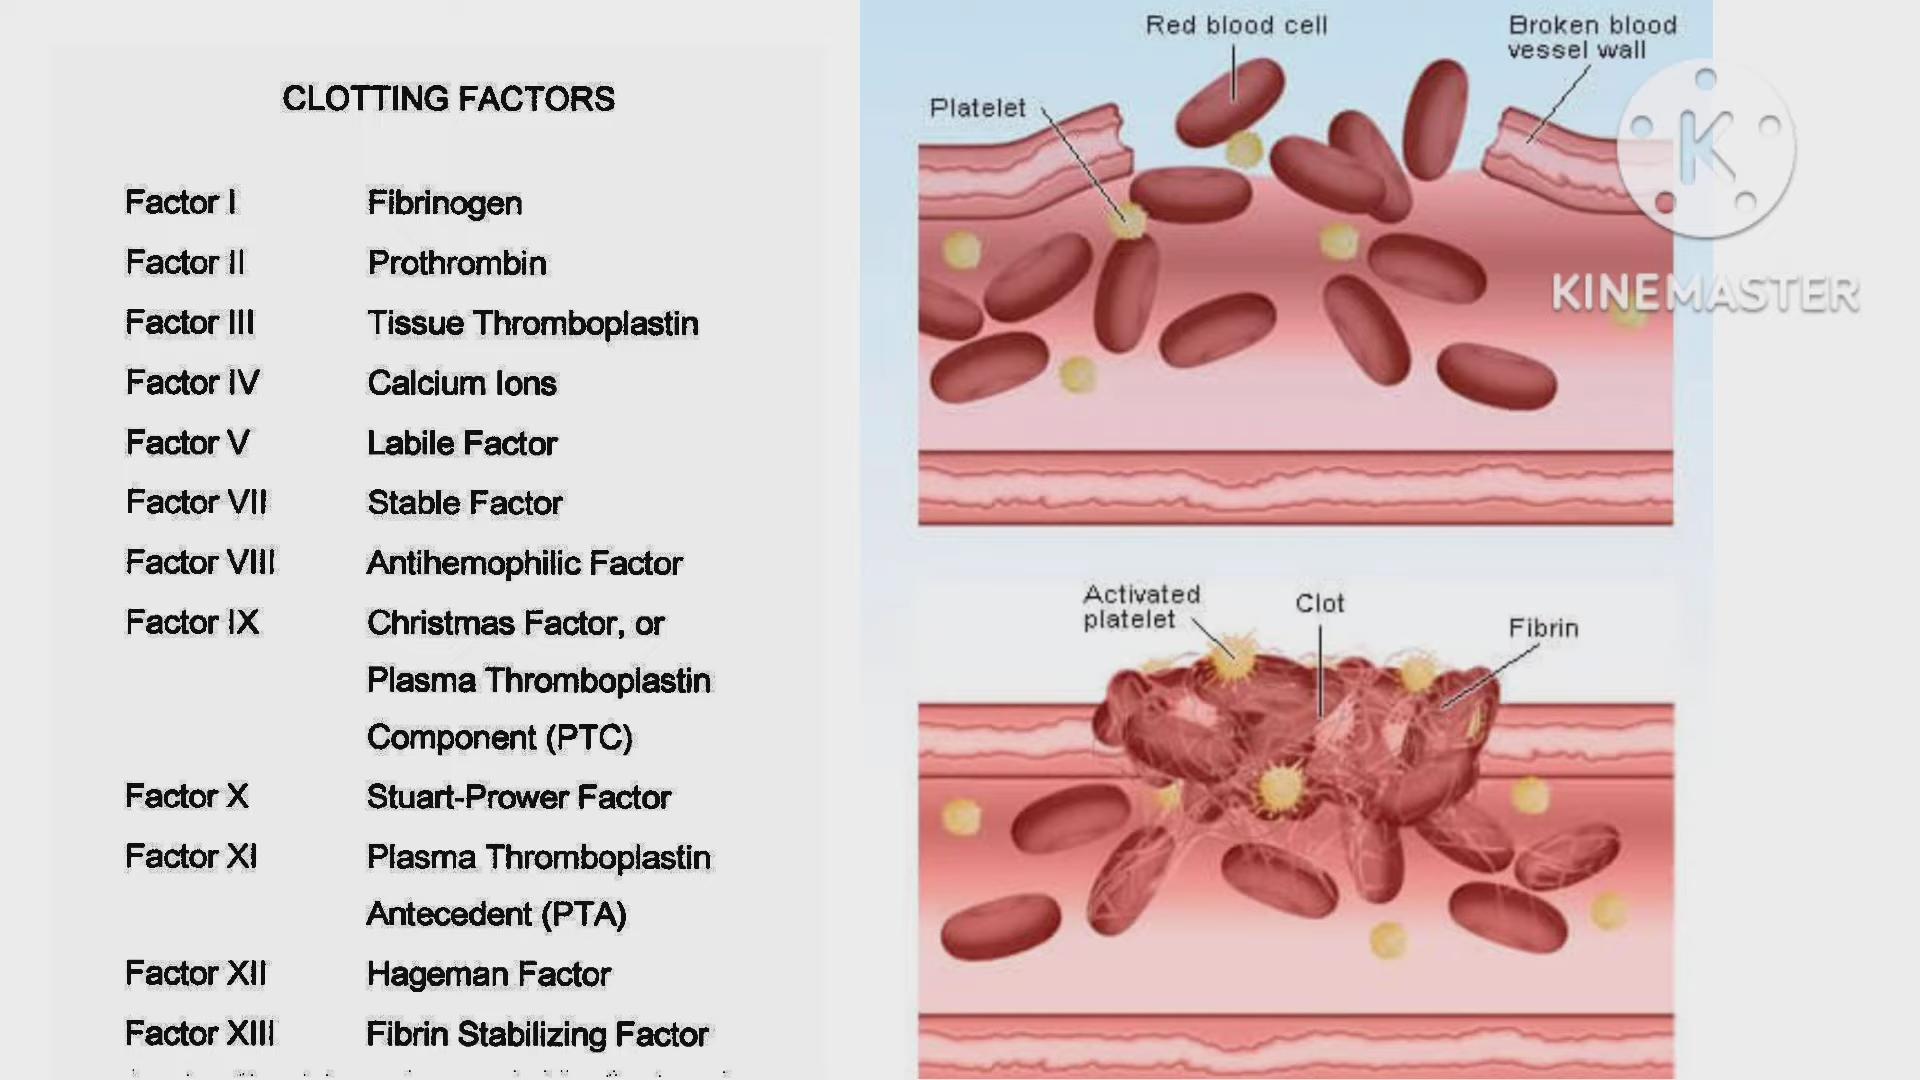 CLOTTING FACTORS
Factor I Fibrinogen
Factor II Prothrombin
Factor III Tissue Thromboplastin
Factor IV Calcium Ions
Factor V Labile Factor
Factor VII Stable Factor
Factor VIII Antihemophilic Factor
Factor IX Christmas Factor, or
Plasma Thromboplastin
Component (PTC)
Factor X Stuart-Prower Factor
Factor XI Plasma Thromboplastin
Antecedent (PTA)
Factor XII Hageman Factor
Factor XIII Fibrin Stabilizing Factor
Red blood cell
Broken blood
vessel wall
Platelet
K
KINEMASTER
Activated
platelet
Clot
Fibrin